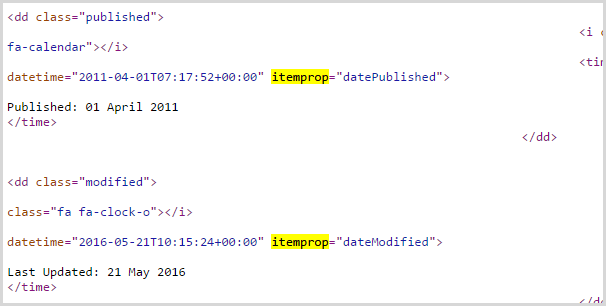 <dd class="published">
<i c
fa-calendar"></i>
<tin
datetime="2011-04-01T07:17:52+00:00" itemprop="datePublished">
Published: 01 April 2011
</time>
</dd>
<dd class="modified">
class="fa fa-clock-o"></i>
datetime="2016-05-21T10:15:24+00:00" itemprop="dateModified">
Last Updated: 21 May 2016
</time>
</d